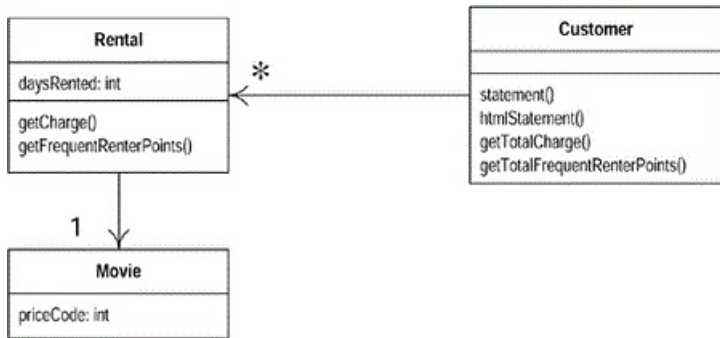 Rental
daysRented: int
getCharge()
getFrequentRenterPoints()
*
Customer
statement()
htmlStatement()
getTotalCharge()
getTotalFrequentRenterPoints()
1
Movie
priceCode: int